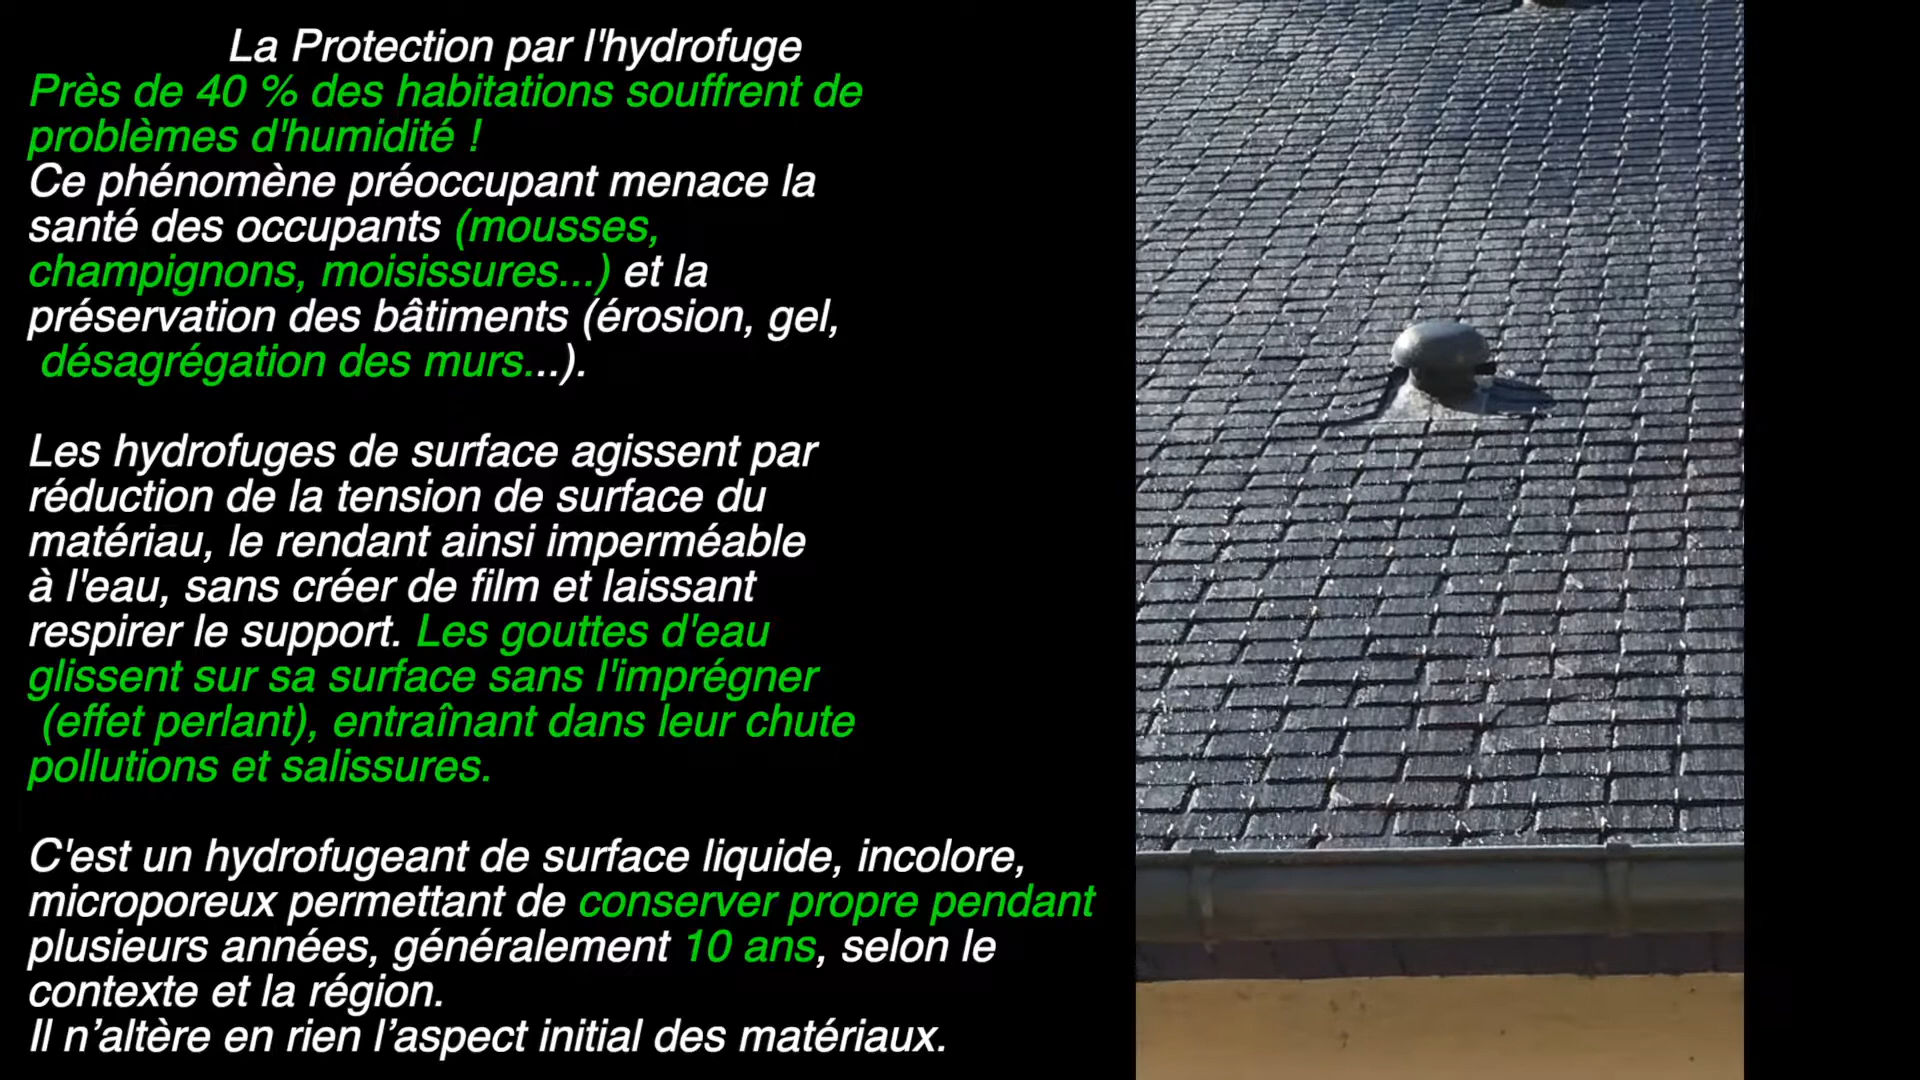 La Protection par l'hydrofuge
Près de 40 % des habitations souffrent de
problèmes d'humidité !
Ce phénomène préoccupant menace la
santé des occupants (mousses,
champignons, moisissures...) et la
préservation des bâtiments (érosion, gel,
désagrégation des murs...).
Les hydrofuges de surface agissent par
réduction de la tension de surface du
matériau, le rendant ainsi imperméable
à l'eau, sans créer de film et laissant
respirer le support. Les gouttes d'eau
glissent sur sa surface sans l'imprégner
(effet perlant), entraînant dans leur chute
pollutions et salissures.
C'est un hydrofugeant de surface liquide, incolore,
microporeux permettant de conserver propre pendant
plusieurs années, généralement 10 ans, selon le
contexte et la région.
Il n’altère en rien l’aspect initial des matériaux.